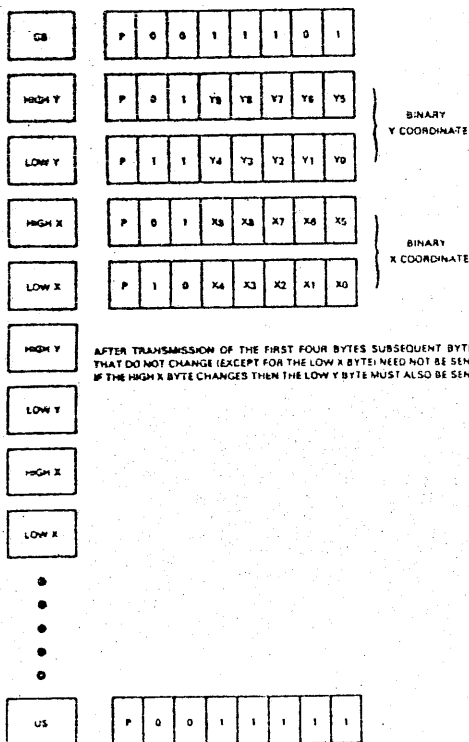 GS P 0 0 1 1 1 0 1
HIGH Y P 0 1 Y9 Y8 Y7 Y6 Y5
BINARY
Y COORDINATE
LOW Y P 1 1 Y4 Y3 Y2 Y1 Y0
HIGH X P 0 1 X9 X8 X7 X6 X5
BINARY
X COORDINATE
LOW X P 1 0 X4 X3 X2 X1 X0
HIGH Y
AFTER TRANSMISSION OF THE FIRST FOUR BYTES SUBSEQUENT BYTE
THAT DO NOT CHANGE (EXCEPT FOR THE LOW X BYTE) NEED NOT BE SEN
IF THE HIGH X BYTE CHANGES THEN THE LOW Y BYTE MUST ALSO BE SEN
LOW Y
HIGH X
LOW X
US P 0 0 1 1 1 1 1